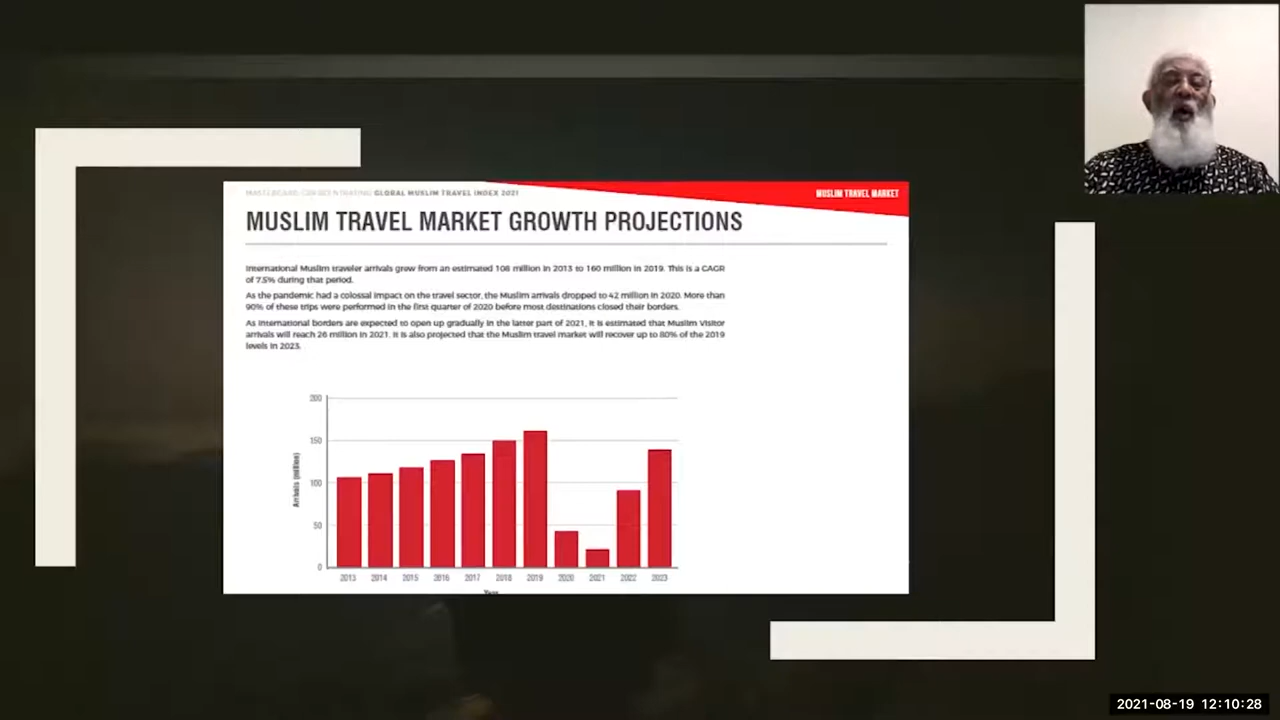 GLOBAL MUSLIM TRAVEL INDEX 2021
MUSLIM TRAVEL MARKET
MUSLIM TRAVEL MARKET GROWTH PROJECTIONS
International Muslim traveler arrivals grew from an estimated 108 million in 2013 to 160 million in 2019. This is a CAGR
of 7.5% during that period.
As the pandemic had a colossal impact on the travel sector, the Muslim arrivals dropped to 42 million in 2020. More than
90% of these trips were performed in the first quarter of 2020 before most destinations closed their borders.
As International borders are expected to open up gradually in the latter part of 2021, it is estimated that Muslim Visitor
arrivals will reach 26 million in 2021. It is also projected that the Muslim travel market will recover up to 80% of the 2019
levels in 2023.
200
150
100
50
0
Arrivals (million)
2013 2014 2015 2016 2017 2018 2019 2020 2021 2022 2023
Year
2021-08-19 12:10:28